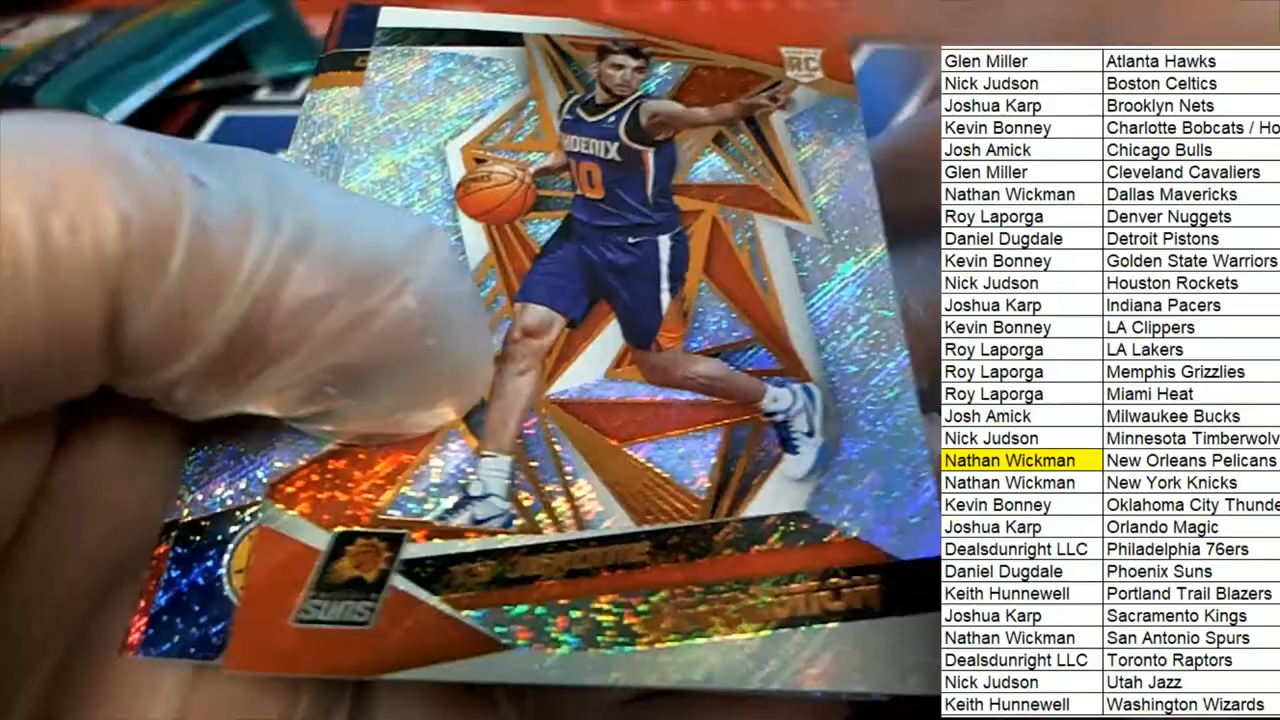 RC
PHOENIX
10
SUNS
Glen Miller Atlanta Hawks
Nick Judson Boston Celtics
Joshua Karp Brooklyn Nets
Kevin Bonney Charlotte Bobcats / Ho
Josh Amick Chicago Bulls
Glen Miller Cleveland Cavaliers
Nathan Wickman Dallas Mavericks
Roy Laporga Denver Nuggets
Daniel Dugdale Detroit Pistons
Kevin Bonney Golden State Warriors
Nick Judson Houston Rockets
Joshua Karp Indiana Pacers
Kevin Bonney LA Clippers
Roy Laporga LA Lakers
Roy Laporga Memphis Grizzlies
Roy Laporga Miami Heat
Josh Amick Milwaukee Bucks
Nick Judson Minnesota Timberwolv
Nathan Wickman New Orleans Pelicans
Nathan Wickman New York Knicks
Kevin Bonney Oklahoma City Thunde
Joshua Karp Orlando Magic
Dealsdunright LLC Philadelphia 76ers
Daniel Dugdale Phoenix Suns
Keith Hunnewell Portland Trail Blazers
Joshua Karp Sacramento Kings
Nathan Wickman San Antonio Spurs
Dealsdunright LLC Toronto Raptors
Nick Judson Utah Jazz
Keith Hunnewell Washington Wizards